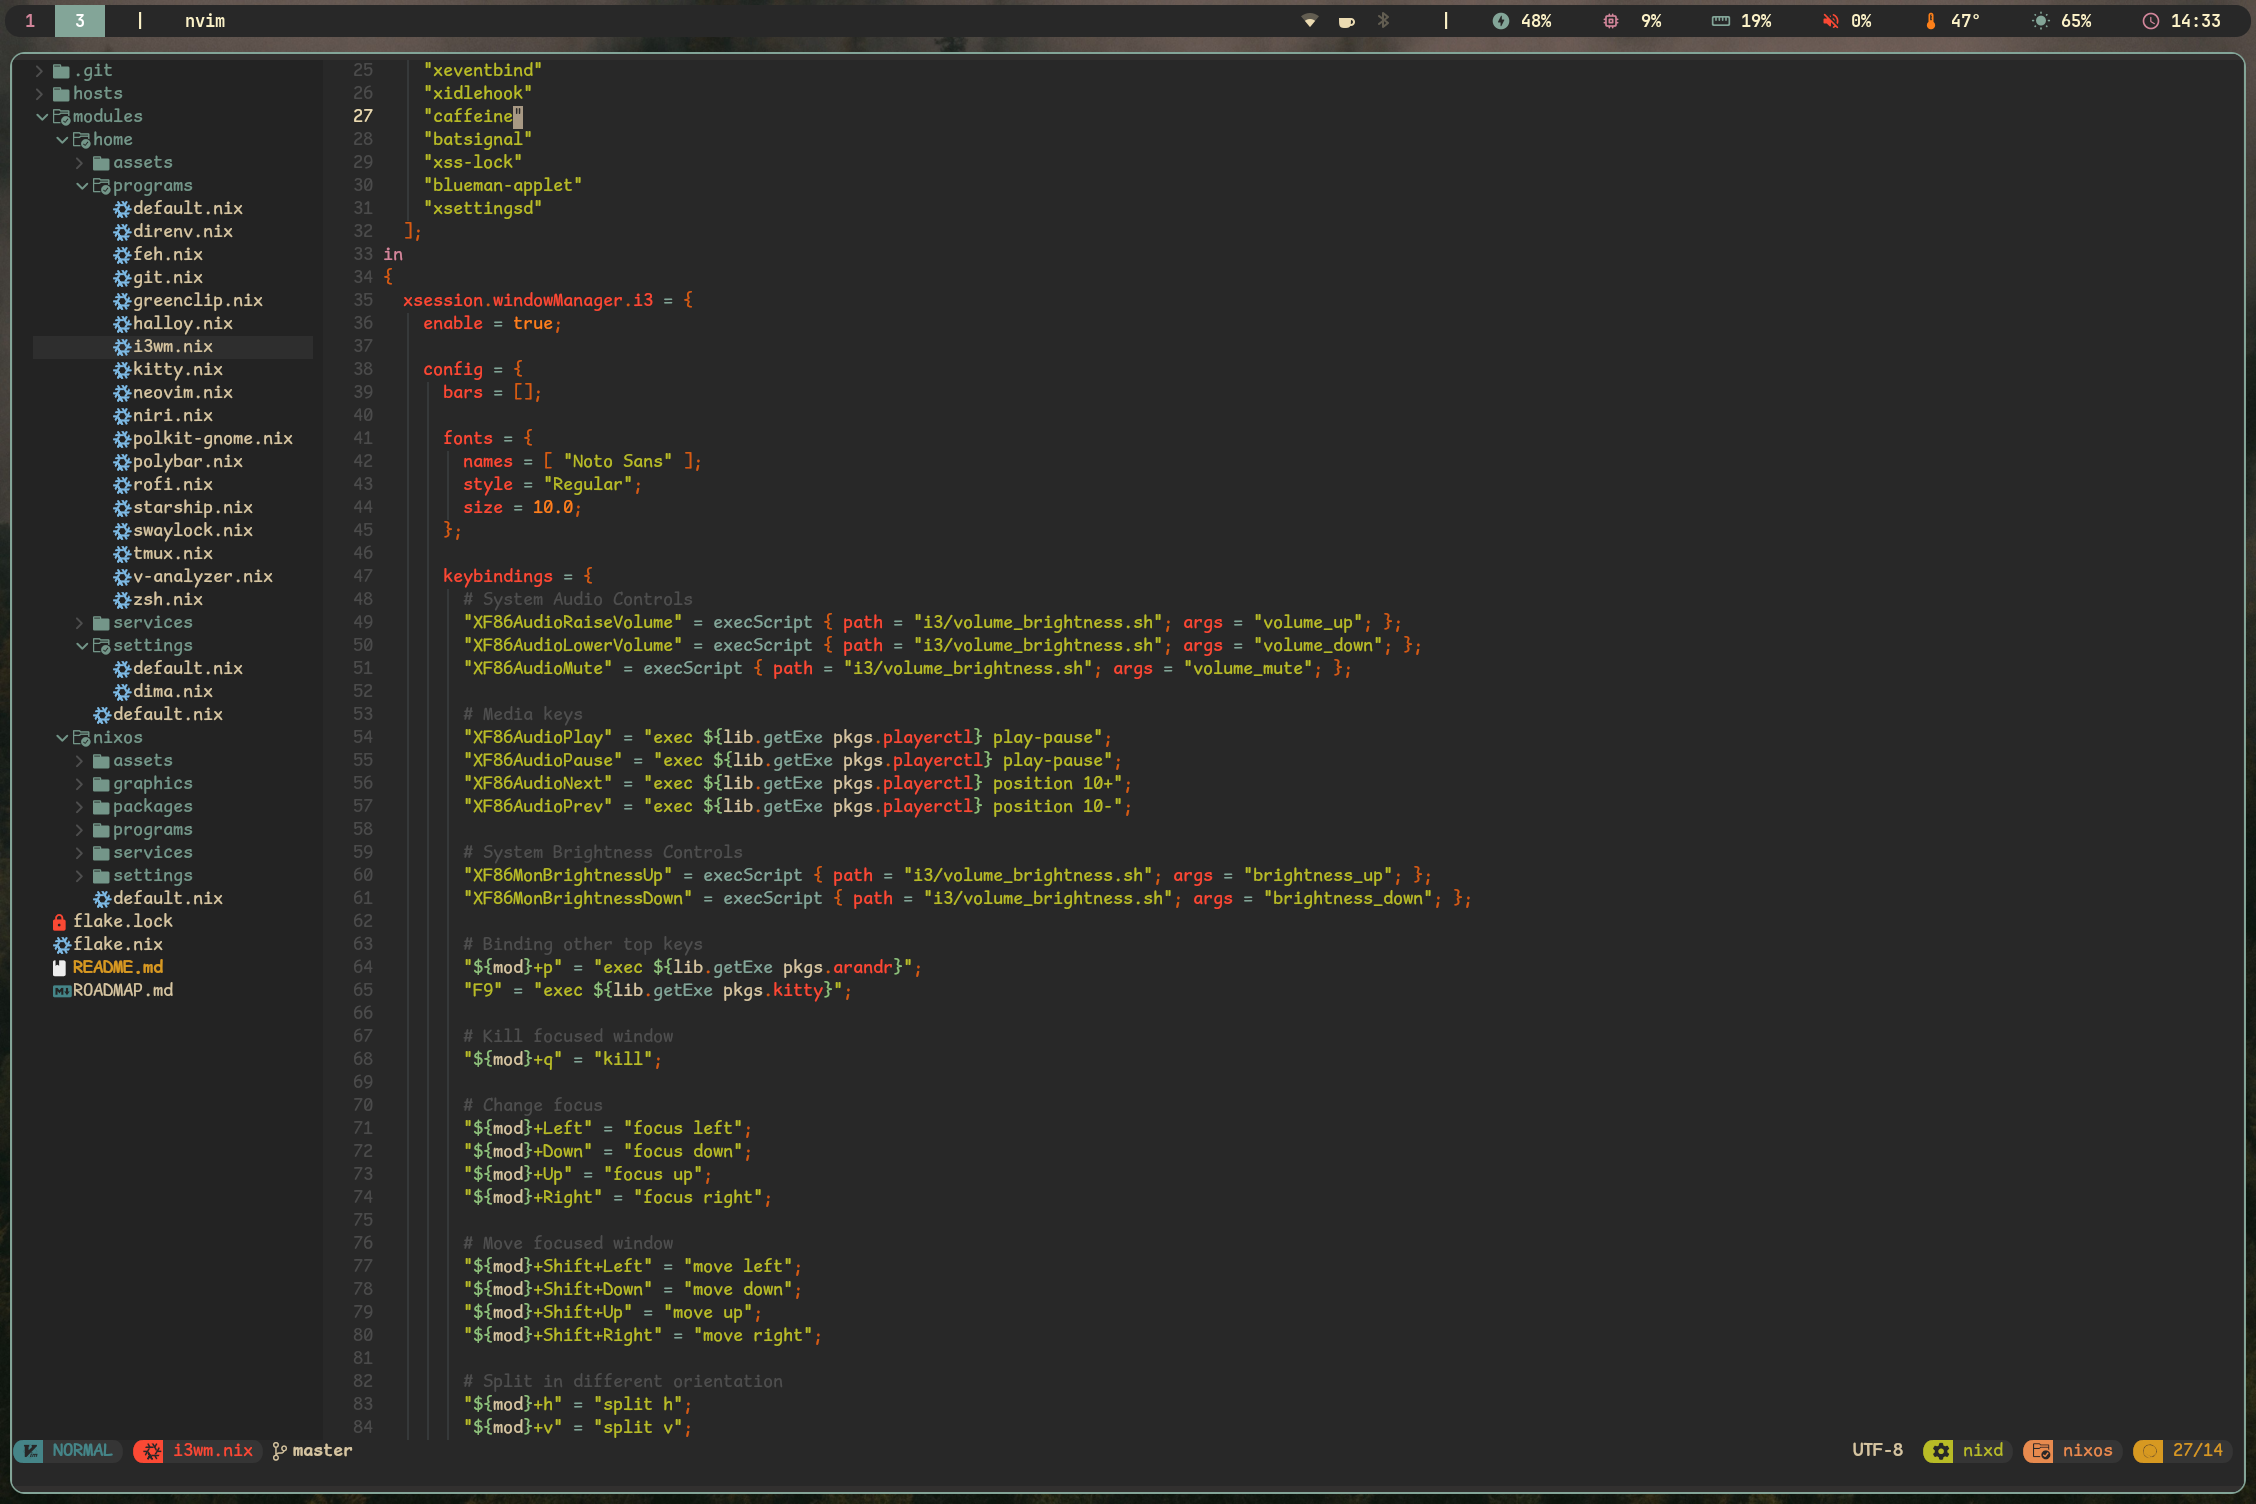 1 3 | nvim | 48% 9% 19% 0% 47° 65% 14:33
.git
hosts
modules
home
assets
programs
default.nix
direnv.nix
feh.nix
git.nix
greenclip.nix
halloy.nix
i3wm.nix
kitty.nix
neovim.nix
niri.nix
polkit-gnome.nix
polybar.nix
rofi.nix
starship.nix
swaylock.nix
tmux.nix
v-analyzer.nix
zsh.nix
services
settings
default.nix
dima.nix
default.nix
nixos
assets
graphics
packages
programs
services
settings
default.nix
flake.lock
flake.nix
README.md
ROADMAP.md
25 "xeventbind"
26 "xidlehook"
27 "caffeine"
28 "batsignal"
29 "xss-lock"
30 "blueman-applet"
31 "xsettingsd"
32 ];
33 in
34 {
35 xsession.windowManager.i3 = {
36 enable = true;
37
38 config = {
39 bars = [];
40
41 fonts = {
42 names = [ "Noto Sans" ];
43 style = "Regular";
44 size = 10.0;
45 };
46
47 keybindings = {
48 # System Audio Controls
49 "XF86AudioRaiseVolume" = execScript { path = "i3/volume_brightness.sh"; args = "volume_up"; };
50 "XF86AudioLowerVolume" = execScript { path = "i3/volume_brightness.sh"; args = "volume_down"; };
51 "XF86AudioMute" = execScript { path = "i3/volume_brightness.sh"; args = "volume_mute"; };
52
53 # Media keys
54 "XF86AudioPlay" = "exec ${lib.getExe pkgs.playerctl} play-pause";
55 "XF86AudioPause" = "exec ${lib.getExe pkgs.playerctl} play-pause";
56 "XF86AudioNext" = "exec ${lib.getExe pkgs.playerctl} position 10+";
57 "XF86AudioPrev" = "exec ${lib.getExe pkgs.playerctl} position 10-";
58
59 # System Brightness Controls
60 "XF86MonBrightnessUp" = execScript { path = "i3/volume_brightness.sh"; args = "brightness_up"; };
61 "XF86MonBrightnessDown" = execScript { path = "i3/volume_brightness.sh"; args = "brightness_down"; };
62
63 # Binding other top keys
64 "${mod}+p" = "exec ${lib.getExe pkgs.arandr}";
65 "F9" = "exec ${lib.getExe pkgs.kitty}";
66
67 # Kill focused window
68 "${mod}+q" = "kill";
69
70 # Change focus
71 "${mod}+Left" = "focus left";
72 "${mod}+Down" = "focus down";
73 "${mod}+Up" = "focus up";
74 "${mod}+Right" = "focus right";
75
76 # Move focused window
77 "${mod}+Shift+Left" = "move left";
78 "${mod}+Shift+Down" = "move down";
79 "${mod}+Shift+Up" = "move up";
80 "${mod}+Shift+Right" = "move right";
81
82 # Split in different orientation
83 "${mod}+h" = "split h";
84 "${mod}+v" = "split v";
NORMAL i3wm.nix master UTF-8 nixd nixos 27/14